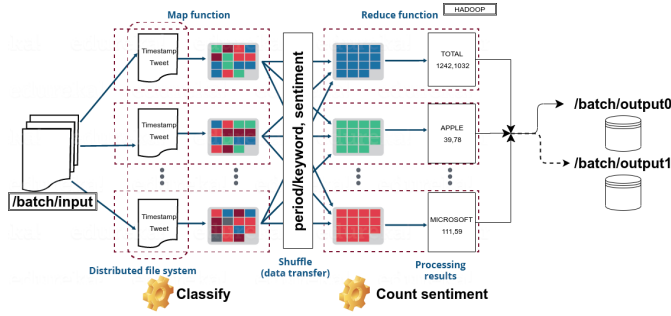 Map function
Reduce function
HADOOP
Timestamp
Tweet
TOTAL
1242,1032
/batch/output0
Timestamp
Tweet
period/keyword, sentiment
APPLE
39,78
/batch/output1
/batch/input
Timestamp
Tweet
MICROSOFT
111,59
Distributed file system
Shuffle
(data transfer)
Processing
results
Classify
Count sentiment